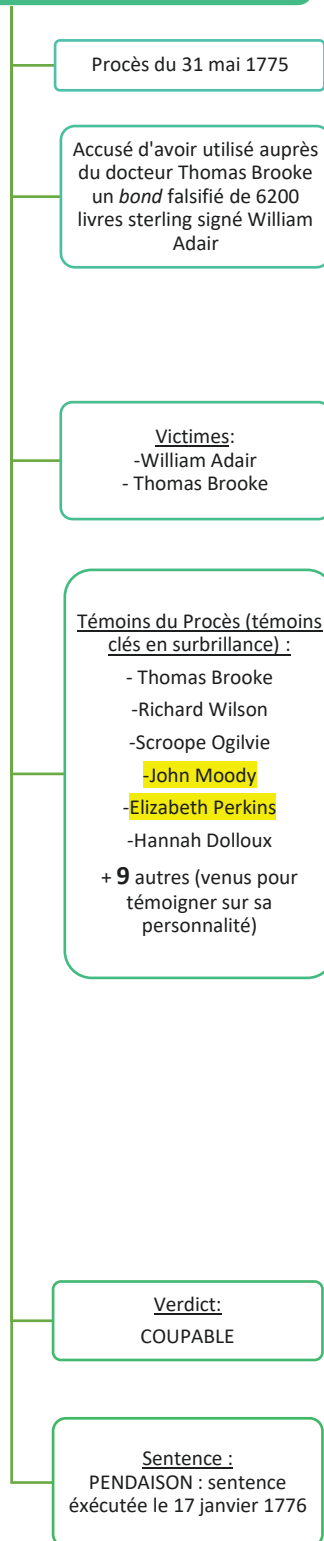 Procès du 31 mai 1775
Accusé d'avoir utilisé auprès
du docteur Thomas Brooke
un bond falsifié de 6200
livres sterling signé William
Adair
Victimes:
-William Adair
- Thomas Brooke
Témoins du Procès (témoins
clés en surbrillance) :
- Thomas Brooke
-Richard Wilson
-Scroope Ogilvie
-John Moody
-Elizabeth Perkins
-Hannah Dolloux
+ 9 autres (venus pour
témoigner sur sa
personnalité)
Verdict:
COUPABLE
Sentence :
PENDAISON : sentence
éxécutée le 17 janvier 1776